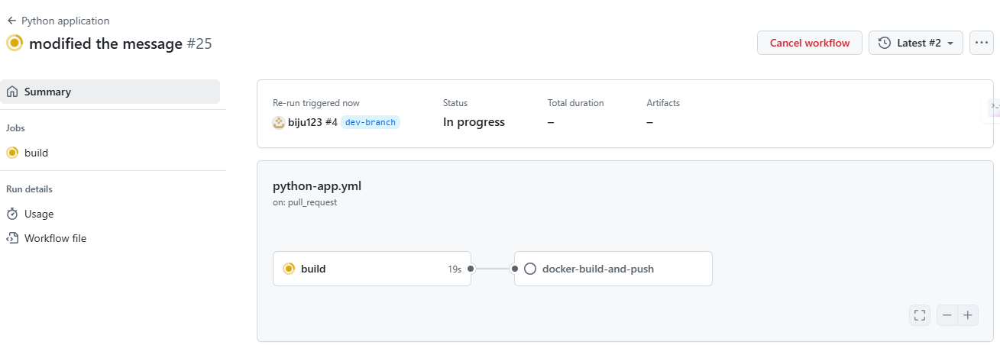 Python application
modified the message #25
Cancel workflow
Latest #2
Summary
Jobs
build
Run details
Usage
Workflow file
Re-run triggered now
biju123 #4 dev-branch
Status
In progress
Total duration
–
Artifacts
–
python-app.yml
on: pull_request
build 19s
docker-build-and-push